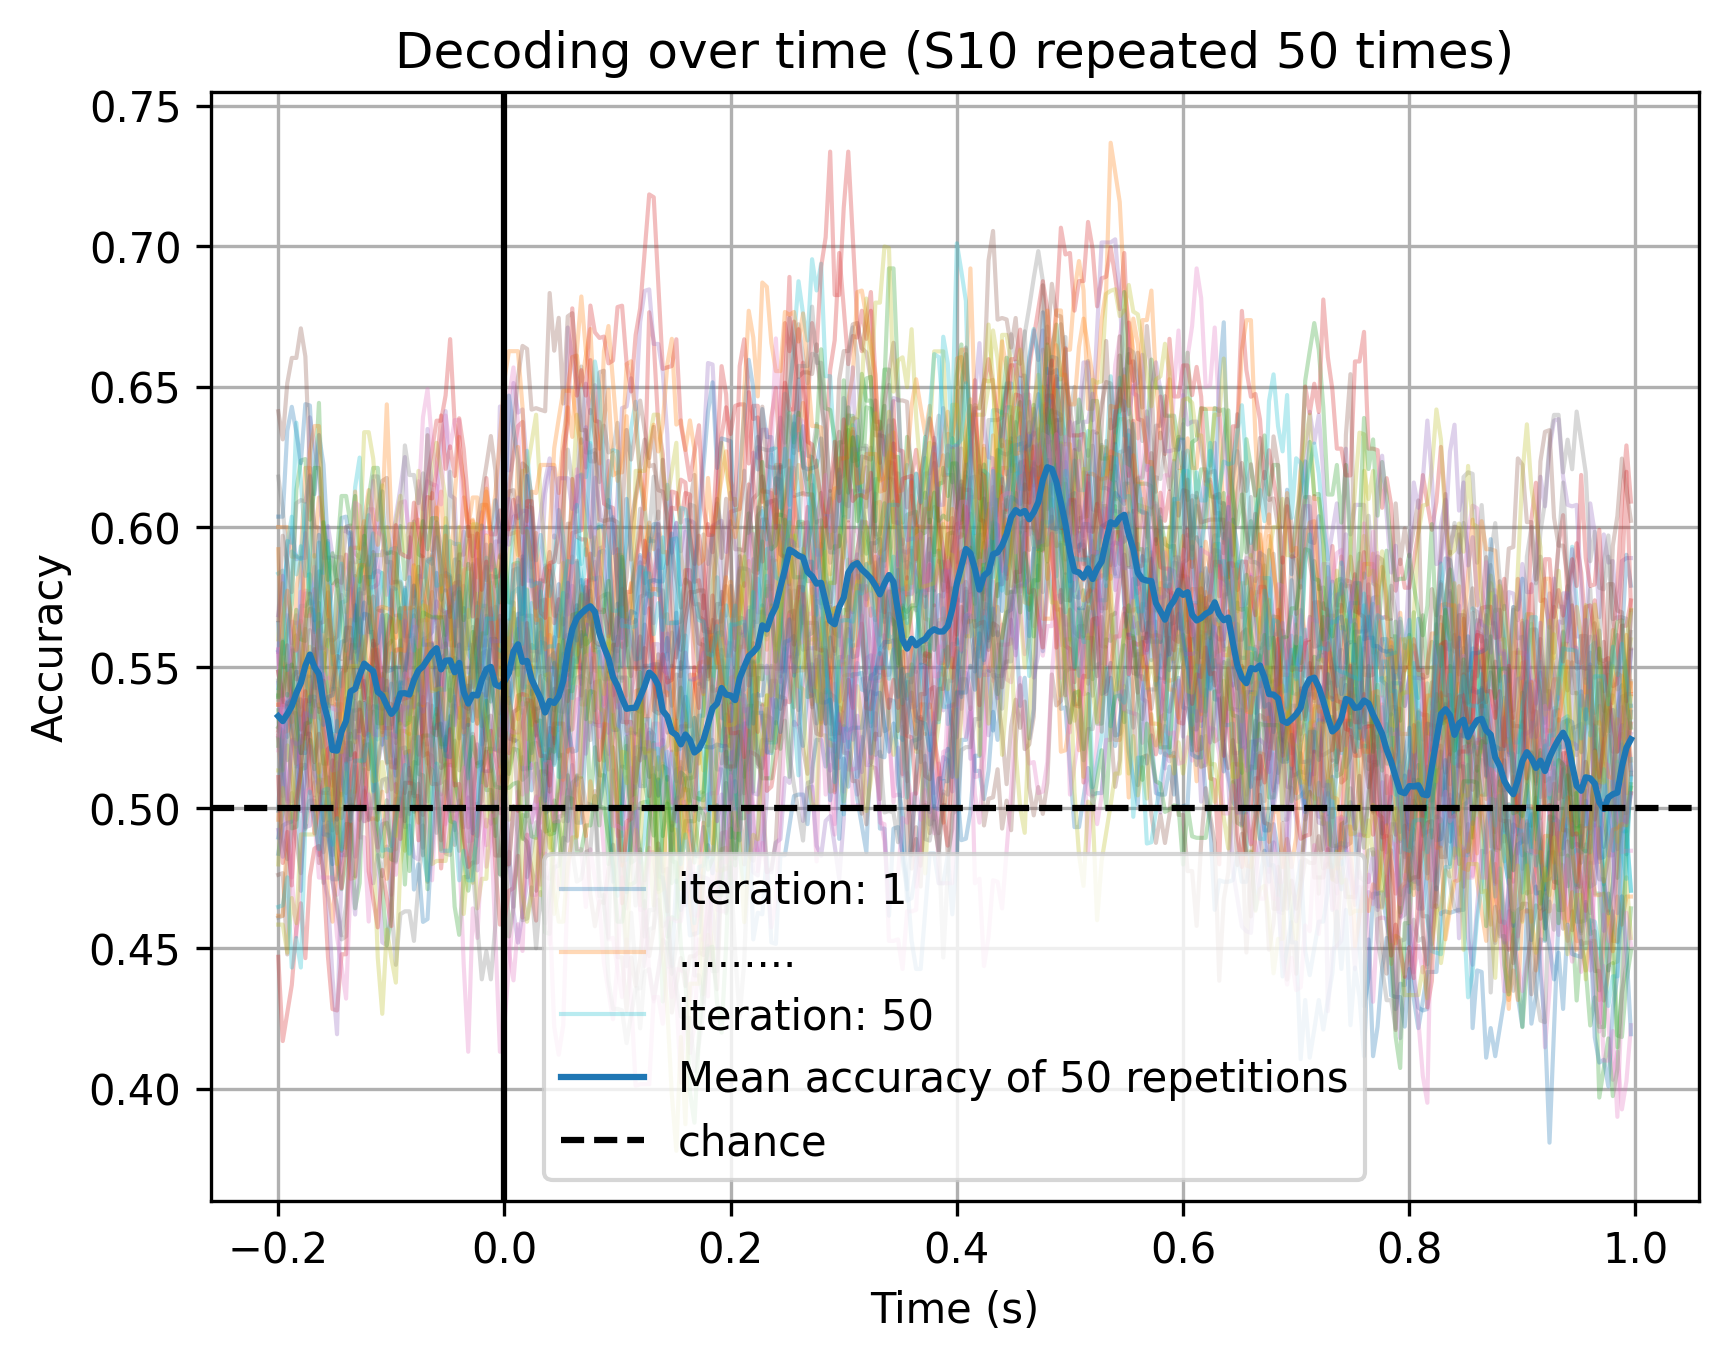 Decoding over time (S10 repeated 50 times)
0.75
0.70
0.65
0.60
0.55
0.50
0.45
0.40
Accuracy
iteration: 1
.........
iteration: 50
Mean accuracy of 50 repetitions
chance
−0.2 0.0 0.2 0.4 0.6 0.8 1.0
Time (s)